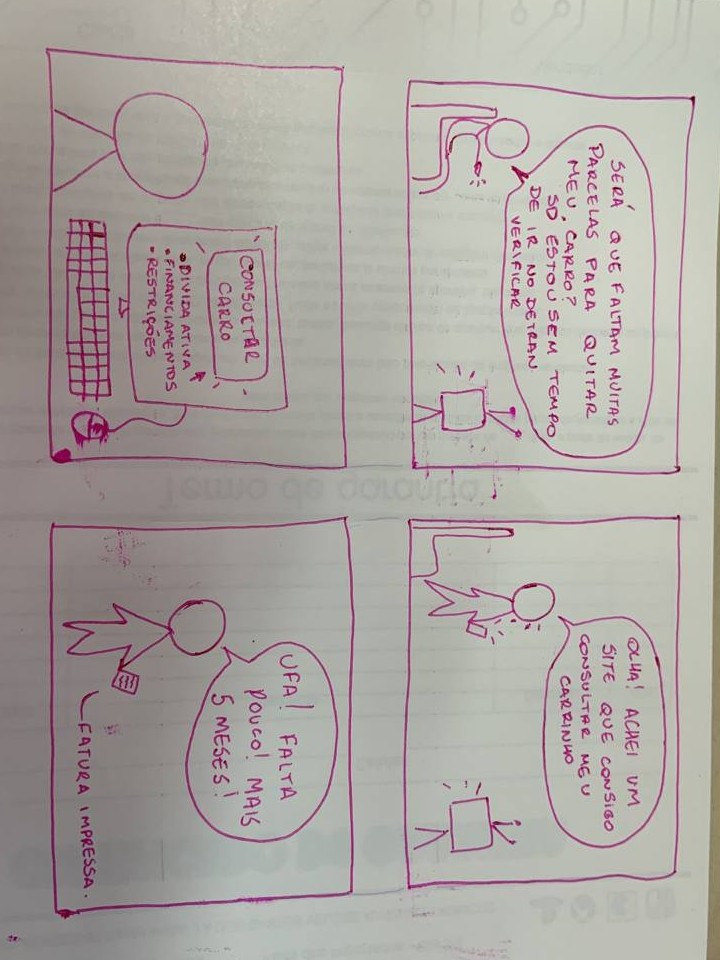 SERÁ QUE FALTAM MUITAS
PARCELAS PARA QUITAR
MEU CARRO?
SÓ ESTOU SEM TEMPO
DE IR NO DETRAN
VERIFICAR
OLHA! ACHEI UM
SITE QUE CONSIGO
CONSULTAR MEU
CARRINHO
CONSULTAR
CARRO
• DIVIDA ATIVA
• FINANCIAMENTOS
• RESTRIÇÕES
UFA! FALTA
POUCO! MAIS
5 MESES!
FATURA IMPRESSA.